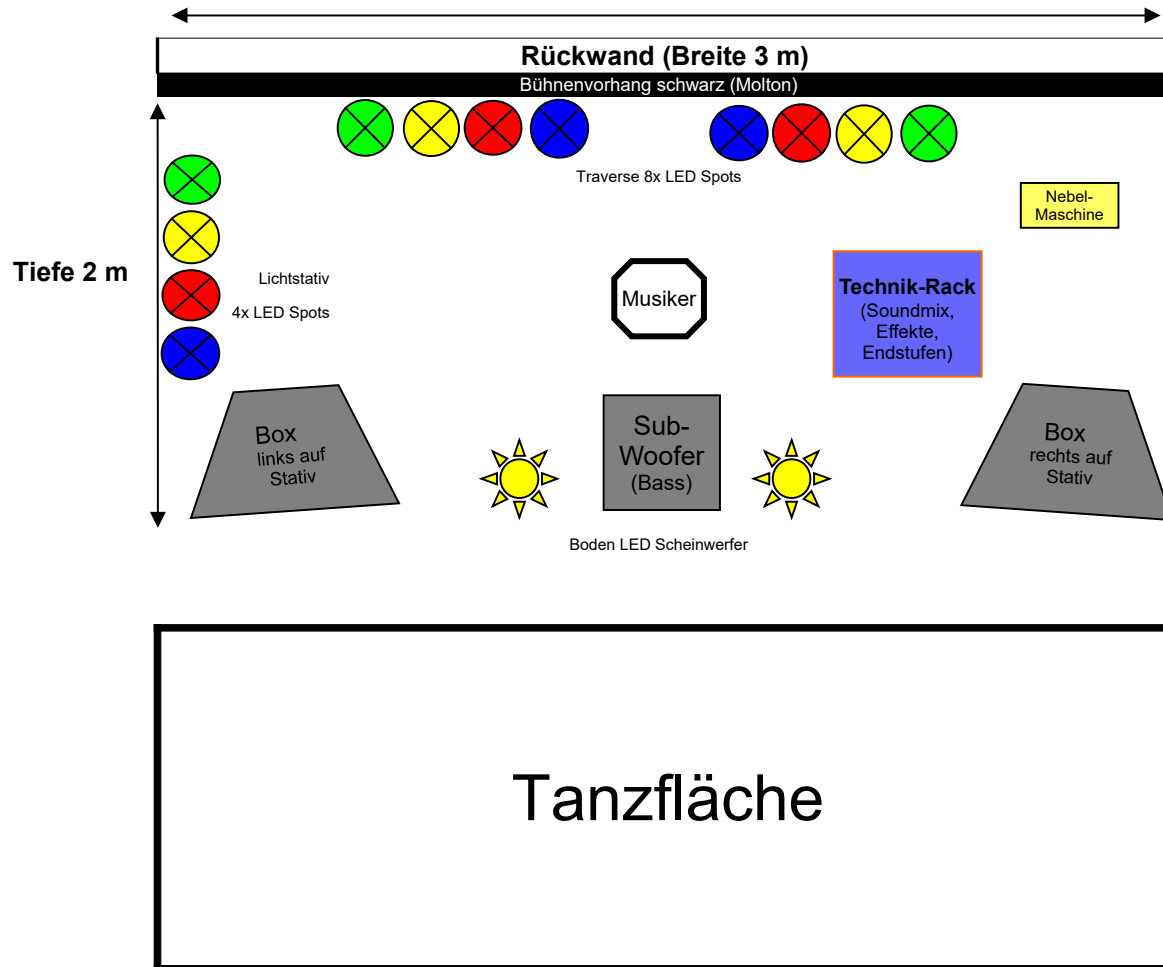 Rückwand (Breite 3 m)
Bühnenvorhang schwarz (Molton)
Traverse 8x LED Spots
Nebel-
Maschine
Tiefe 2 m
Lichtstativ
4x LED Spots
Musiker
Technik-Rack
(Soundmix,
Effekte,
Endstufen)
Box
links auf
Stativ
Sub-
Woofer
(Bass)
Box
rechts auf
Stativ
Boden LED Scheinwerfer
Tanzfläche